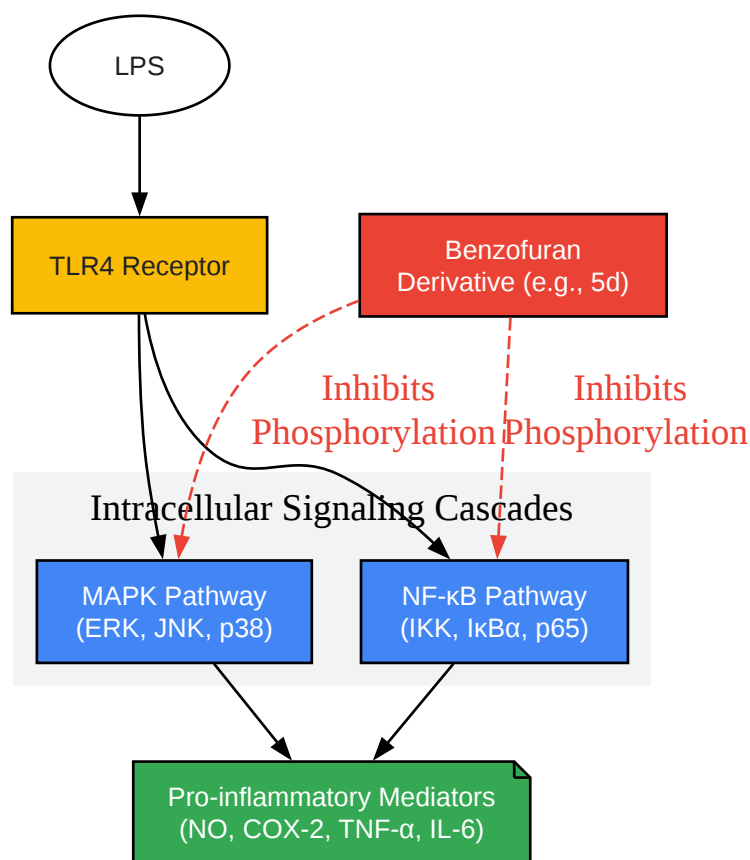 LPS
TLR4 Receptor
Benzofuran
Derivative (e.g., 5d)
Inhibits
Phosphorylation
Inhibits
Phosphorylation
Intracellular Signaling Cascades
MAPK Pathway
(ERK, JNK, p38)
NF-κB Pathway
(IKK, IκBα, p65)
Pro-inflammatory Mediators
(NO, COX-2, TNF-α, IL-6)